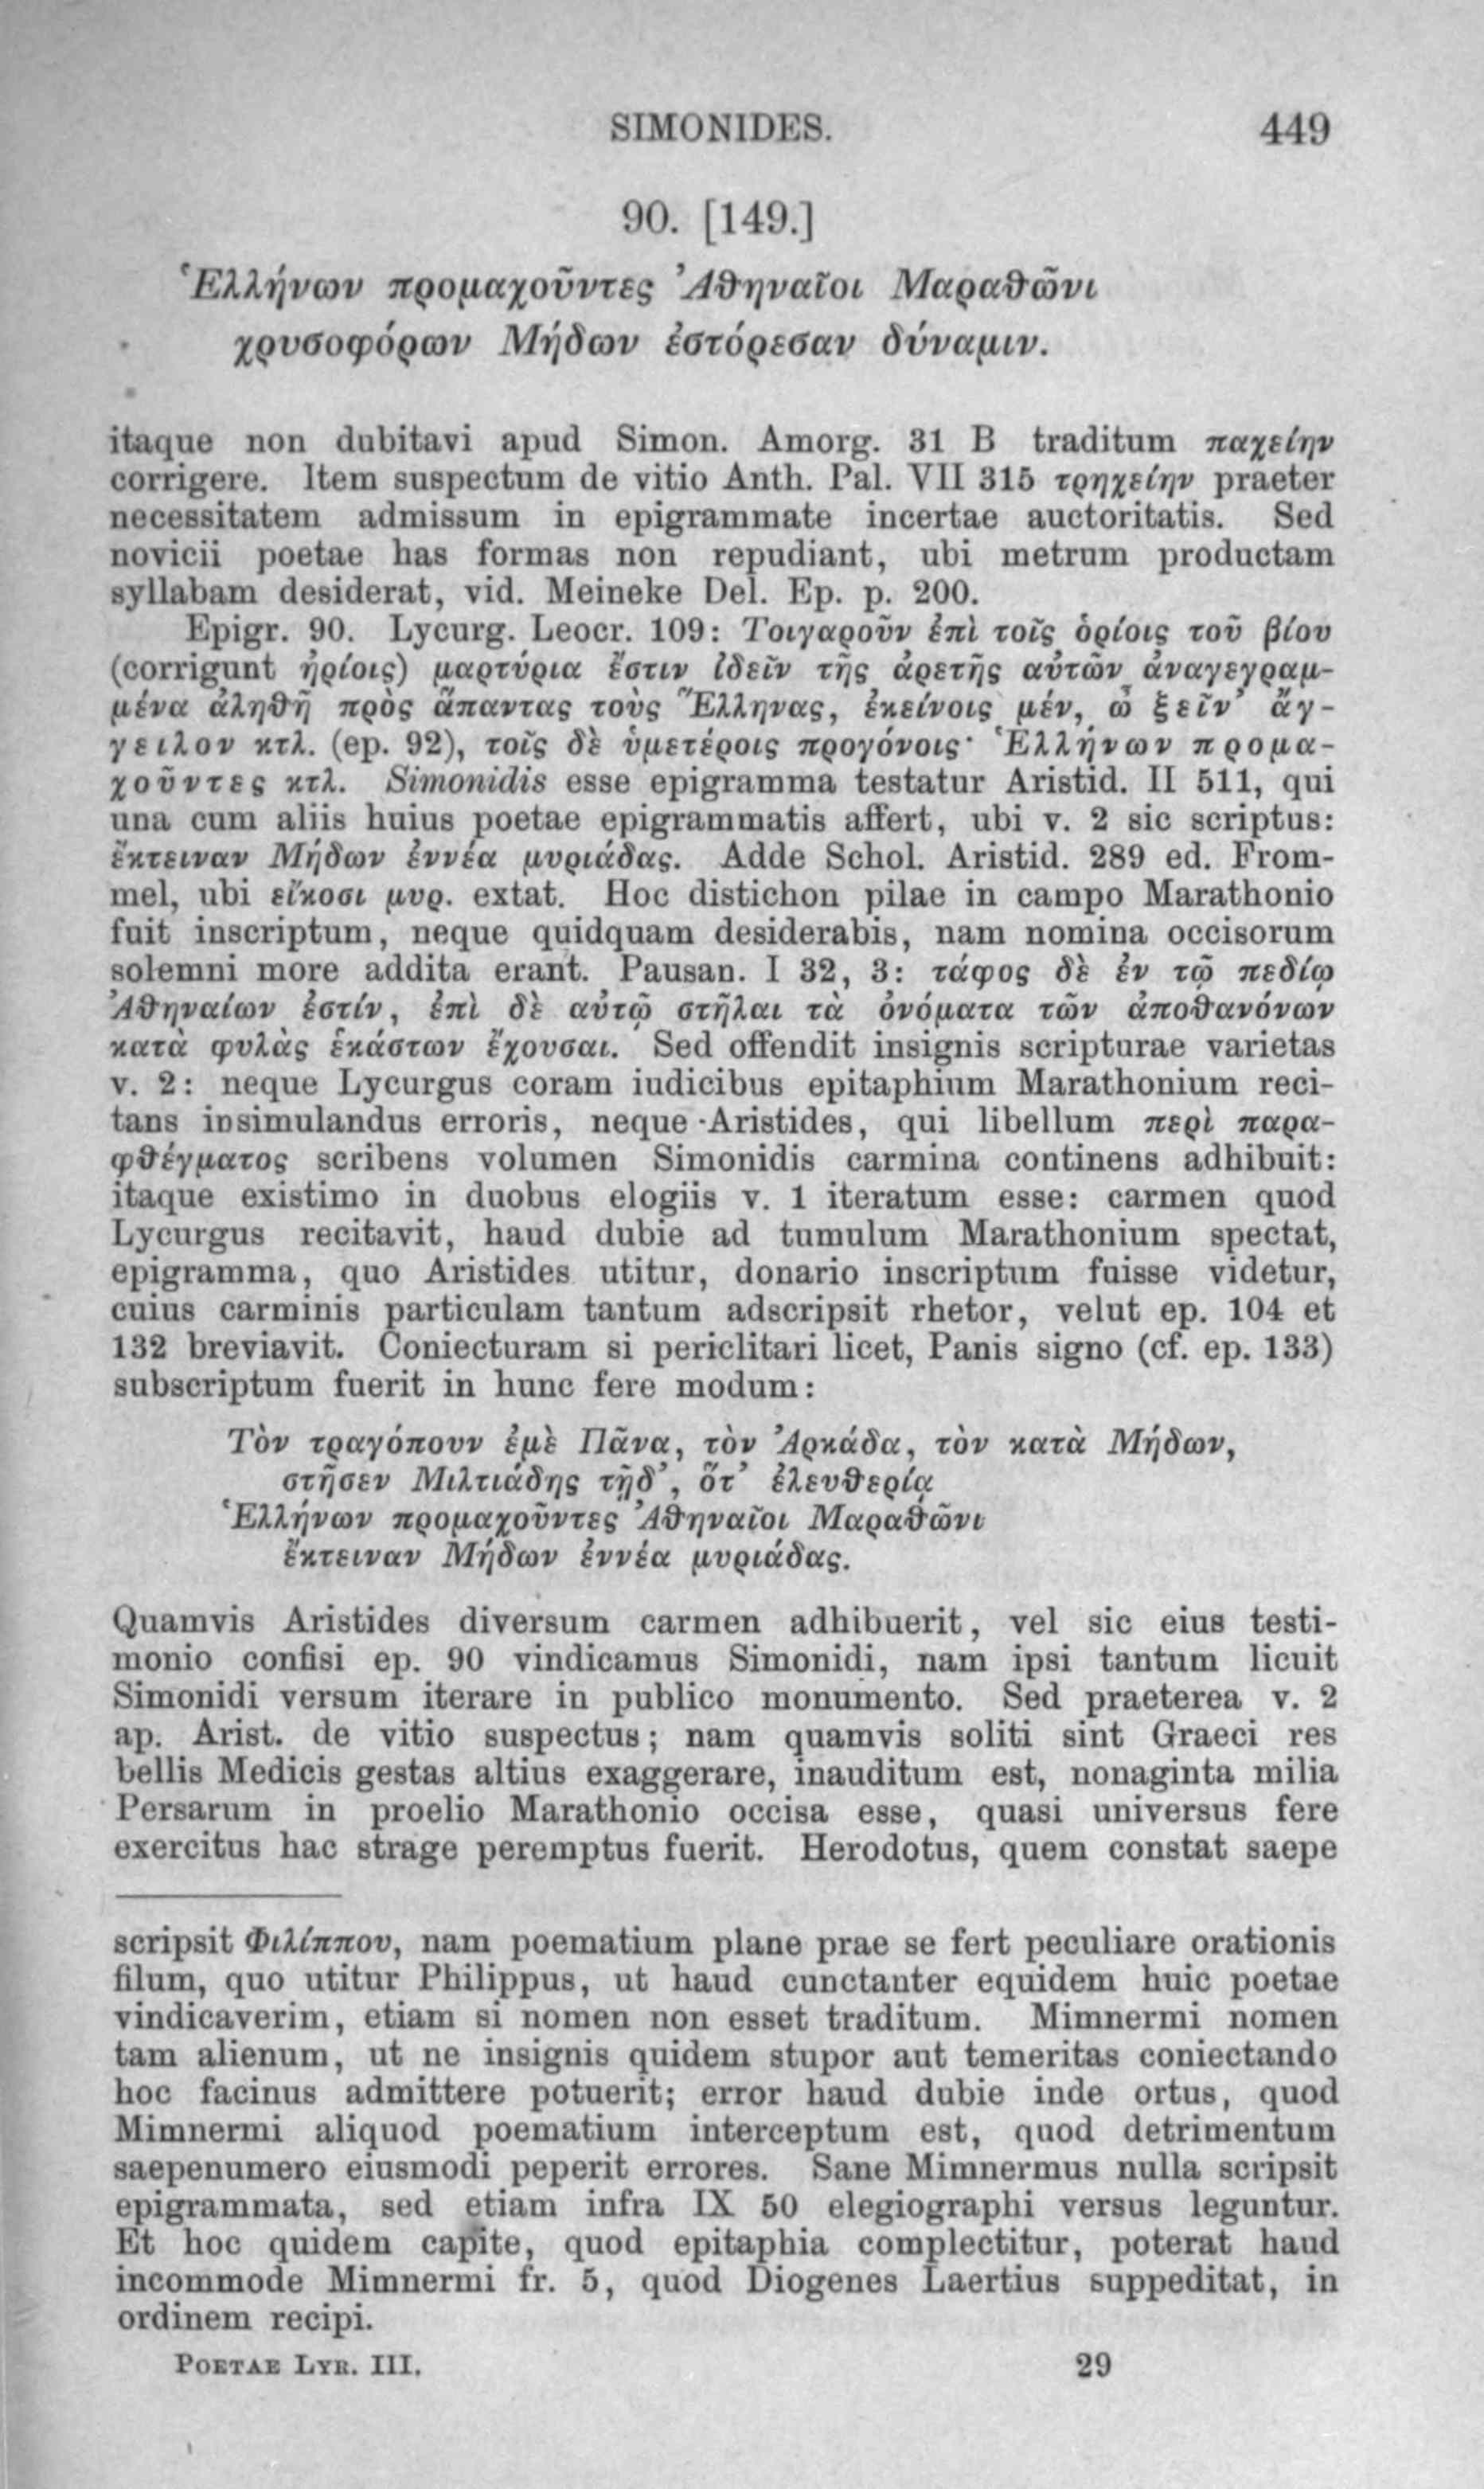 SIMONIDES. 449
90. [149.]
Ἑλλήνων προμαχοῦντες Ἀθηναῖοι Μαραθῶνι
χρυσοφόρων Μήδων ἐστόρεσαν δύναμιν.
itaque non dubitavi apud Simon. Amorg. 31 B traditum παχείην
corrigere. Item suspectum de vitio Anth. Pal. VII 315 τρηχείην praeter
necessitatem admissum in epigrammate incertae auctoritatis. Sed
novicii poetae has formas non repudiant, ubi metrum productam
syllabam desiderat, vid. Meineke Del. Ep. p. 200.
Epigr. 90. Lycurg. Leocr. 109: Τοιγαροῦν ἐπὶ τοῖς ὁρίοις τοῦ βίου
(corrigunt ἠρίοις) μαρτύρια ἔστιν ἰδεῖν τῆς ἀρετῆς αὐτῶν ἀναγεγραμ-
μένα ἀληθῆ πρὸς ἅπαντας τοὺς Ἕλληνας, ἐκείνοις μέν, ὦ ξεῖν' ἄγ-
γειλον κτλ. (ep. 92), τοῖς δὲ ὑμετέροις προγόνοις· Ἑλλήνων προμα-
χοῦντες κτλ. Simonidis esse epigramma testatur Aristid. II 511, qui
una cum aliis huius poetae epigrammatis affert, ubi v. 2 sic scriptus:
ἔκτειναν Μήδων ἐννέα μυριάδας. Adde Schol. Aristid. 289 ed. From-
mel, ubi εἴκοσι μυρ. extat. Hoc distichon pilae in campo Marathonio
fuit inscriptum, neque quidquam desiderabis, nam nomina occisorum
solemni more addita erant. Pausan. I 32, 3: τάφος δὲ ἐν τῷ πεδίῳ
Ἀθηναίων ἐστίν, ἐπὶ δὲ αὐτῷ στῆλαι τὰ ὀνόματα τῶν ἀποθανόνων
κατὰ φυλὰς ἑκάστων ἔχουσαι. Sed offendit insignis scripturae varietas
v. 2: neque Lycurgus coram iudicibus epitaphium Marathonium reci-
tans insimulandus erroris, neque Aristides, qui libellum περὶ παρα-
φθέγματος scribens volumen Simonidis carmina continens adhibuit:
itaque existimo in duobus elogiis v. 1 iteratum esse: carmen quod
Lycurgus recitavit, haud dubie ad tumulum Marathonium spectat,
epigramma, quo Aristides utitur, donario inscriptum fuisse videtur,
cuius carminis particulam tantum adscripsit rhetor, velut ep. 104 et
132 breviavit. Coniecturam si periclitari licet, Panis signo (cf. ep. 133)
subscriptum fuerit in hunc fere modum:
Τὸν τραγόπουν ἐμὲ Πᾶνα, τὸν Ἀρκάδα, τὸν κατὰ Μήδων,
στῆσεν Μιλτιάδης τῇδ', ὅτ' ἐλευθερίᾳ
Ἑλλήνων προμαχοῦντες Ἀθηναῖοι Μαραθῶνι
ἔκτειναν Μήδων ἐννέα μυριάδας.
Quamvis Aristides diversum carmen adhibuerit, vel sic eius testi-
monio confisi ep. 90 vindicamus Simonidi, nam ipsi tantum licuit
Simonidi versum iterare in publico monumento. Sed praeterea v. 2
ap. Arist. de vitio suspectus; nam quamvis soliti sint Graeci res
bellis Medicis gestas altius exaggerare, inauditum est, nonaginta milia
Persarum in proelio Marathonio occisa esse, quasi universus fere
exercitus hac strage peremptus fuerit. Herodotus, quem constat saepe
scripsit Φιλίππου, nam poematium plane prae se fert peculiare orationis
filum, quo utitur Philippus, ut haud cunctanter equidem huic poetae
vindicaverim, etiam si nomen non esset traditum. Mimnermi nomen
tam alienum, ut ne insignis quidem stupor aut temeritas coniectando
hoc facinus admittere potuerit; error haud dubie inde ortus, quod
Mimnermi aliquod poematium interceptum est, quod detrimentum
saepenumero eiusmodi peperit errores. Sane Mimnermus nulla scripsit
epigrammata, sed etiam infra IX 50 elegiographi versus leguntur.
Et hoc quidem capite, quod epitaphia complectitur, poterat haud
incommode Mimnermi fr. 5, quod Diogenes Laertius suppeditat, in
ordinem recipi.
POETAE LYR. III. 29